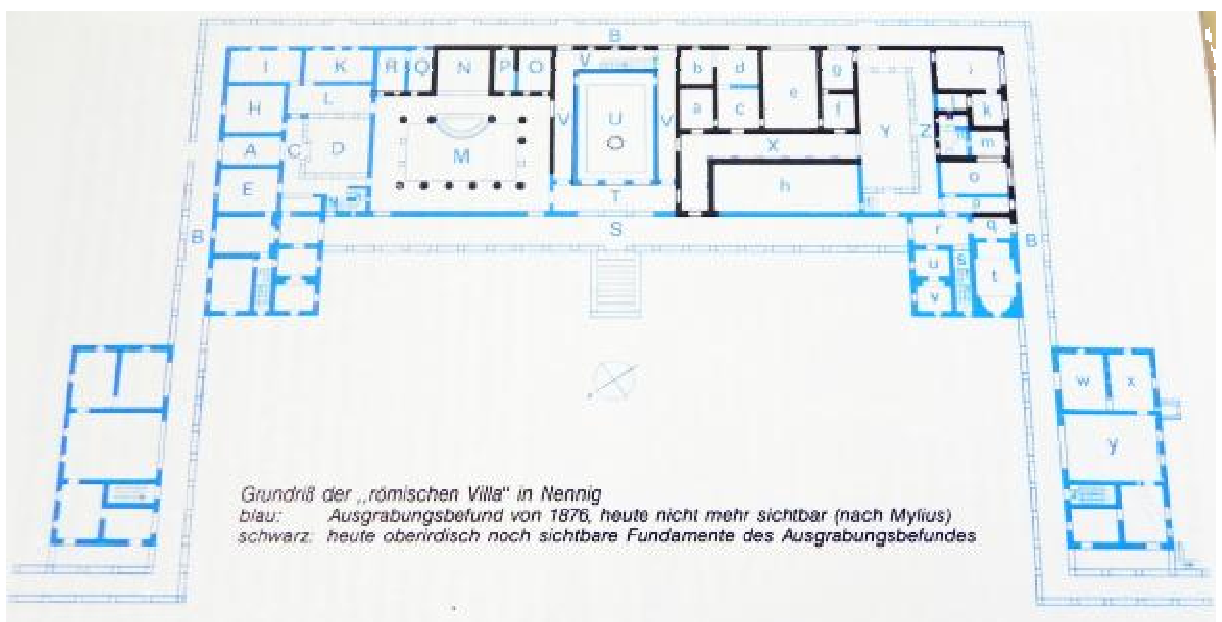 B
I K R Q N P O V b d g i
H L a c e f k
V U V
A C D M X Y Z m
E T h o
S r q
B B
u s t
v
w x
y
Grundriß der „römischen Villa" in Nennig
blau: Ausgrabungsbefund von 1876, heute nicht mehr sichtbar (nach Mylius)
schwarz: heute oberirdisch noch sichtbare Fundamente des Ausgrabungsbefundes